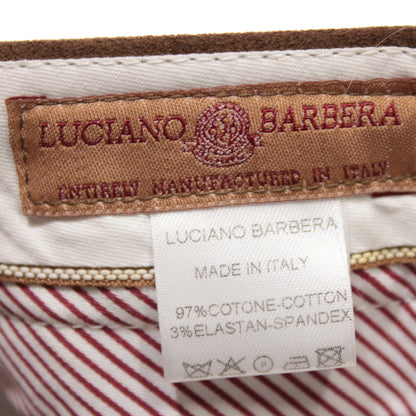 LUCIANO BARBERA
ENTIRELY MANUFACTURED IN ITALY
LUCIANO BARBERA
MADE IN ITALY
97%COTONE-COTTON
3%ELASTAN-SPANDEX